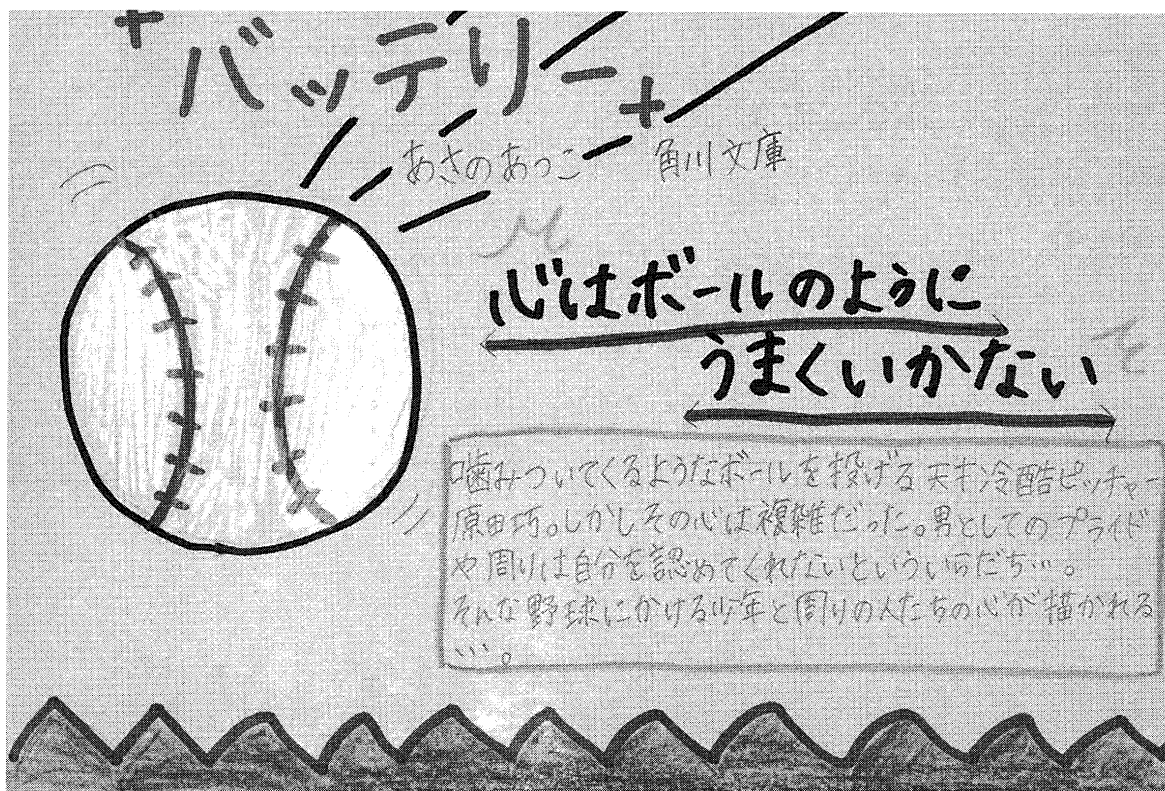 バッテリー
あさのあつこ 角川文庫
心はボールのように
うまくいかない
噛みついてくるようなボールを投げる天才冷酷ピッチャー
原田巧。しかしその心は複雑だった。男としてのプライド
や周りは自分を認めてくれないといういらだち…。
そんな野球にかける少年と周りの人たちの心が描かれる
…。